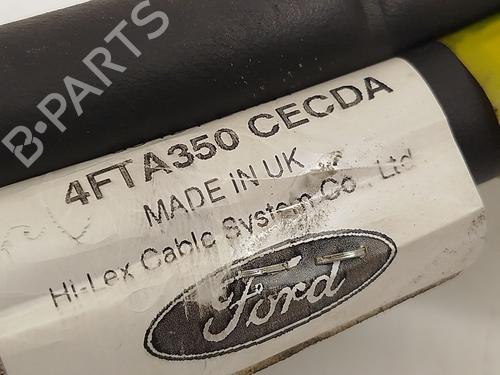 B-PARTS
4FTA350 CECDA
MADE IN UK
Hi-Lex Cable System Co., Ltd
Ford